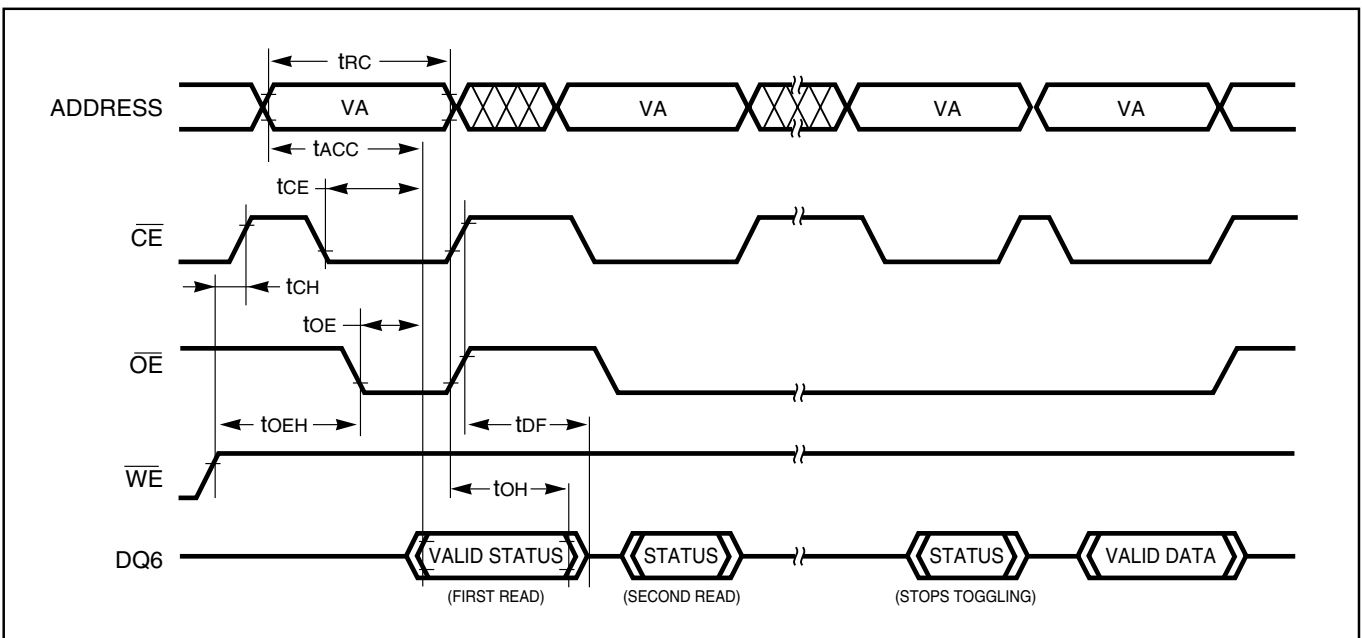 tRC
ADDRESS VA VA VA VA
tACC
tCE
CE
tCH
tOE
OE
tOEH tDF
WE
tOH
DQ6 VALID STATUS STATUS STATUS VALID DATA
(FIRST READ) (SECOND READ) (STOPS TOGGLING)